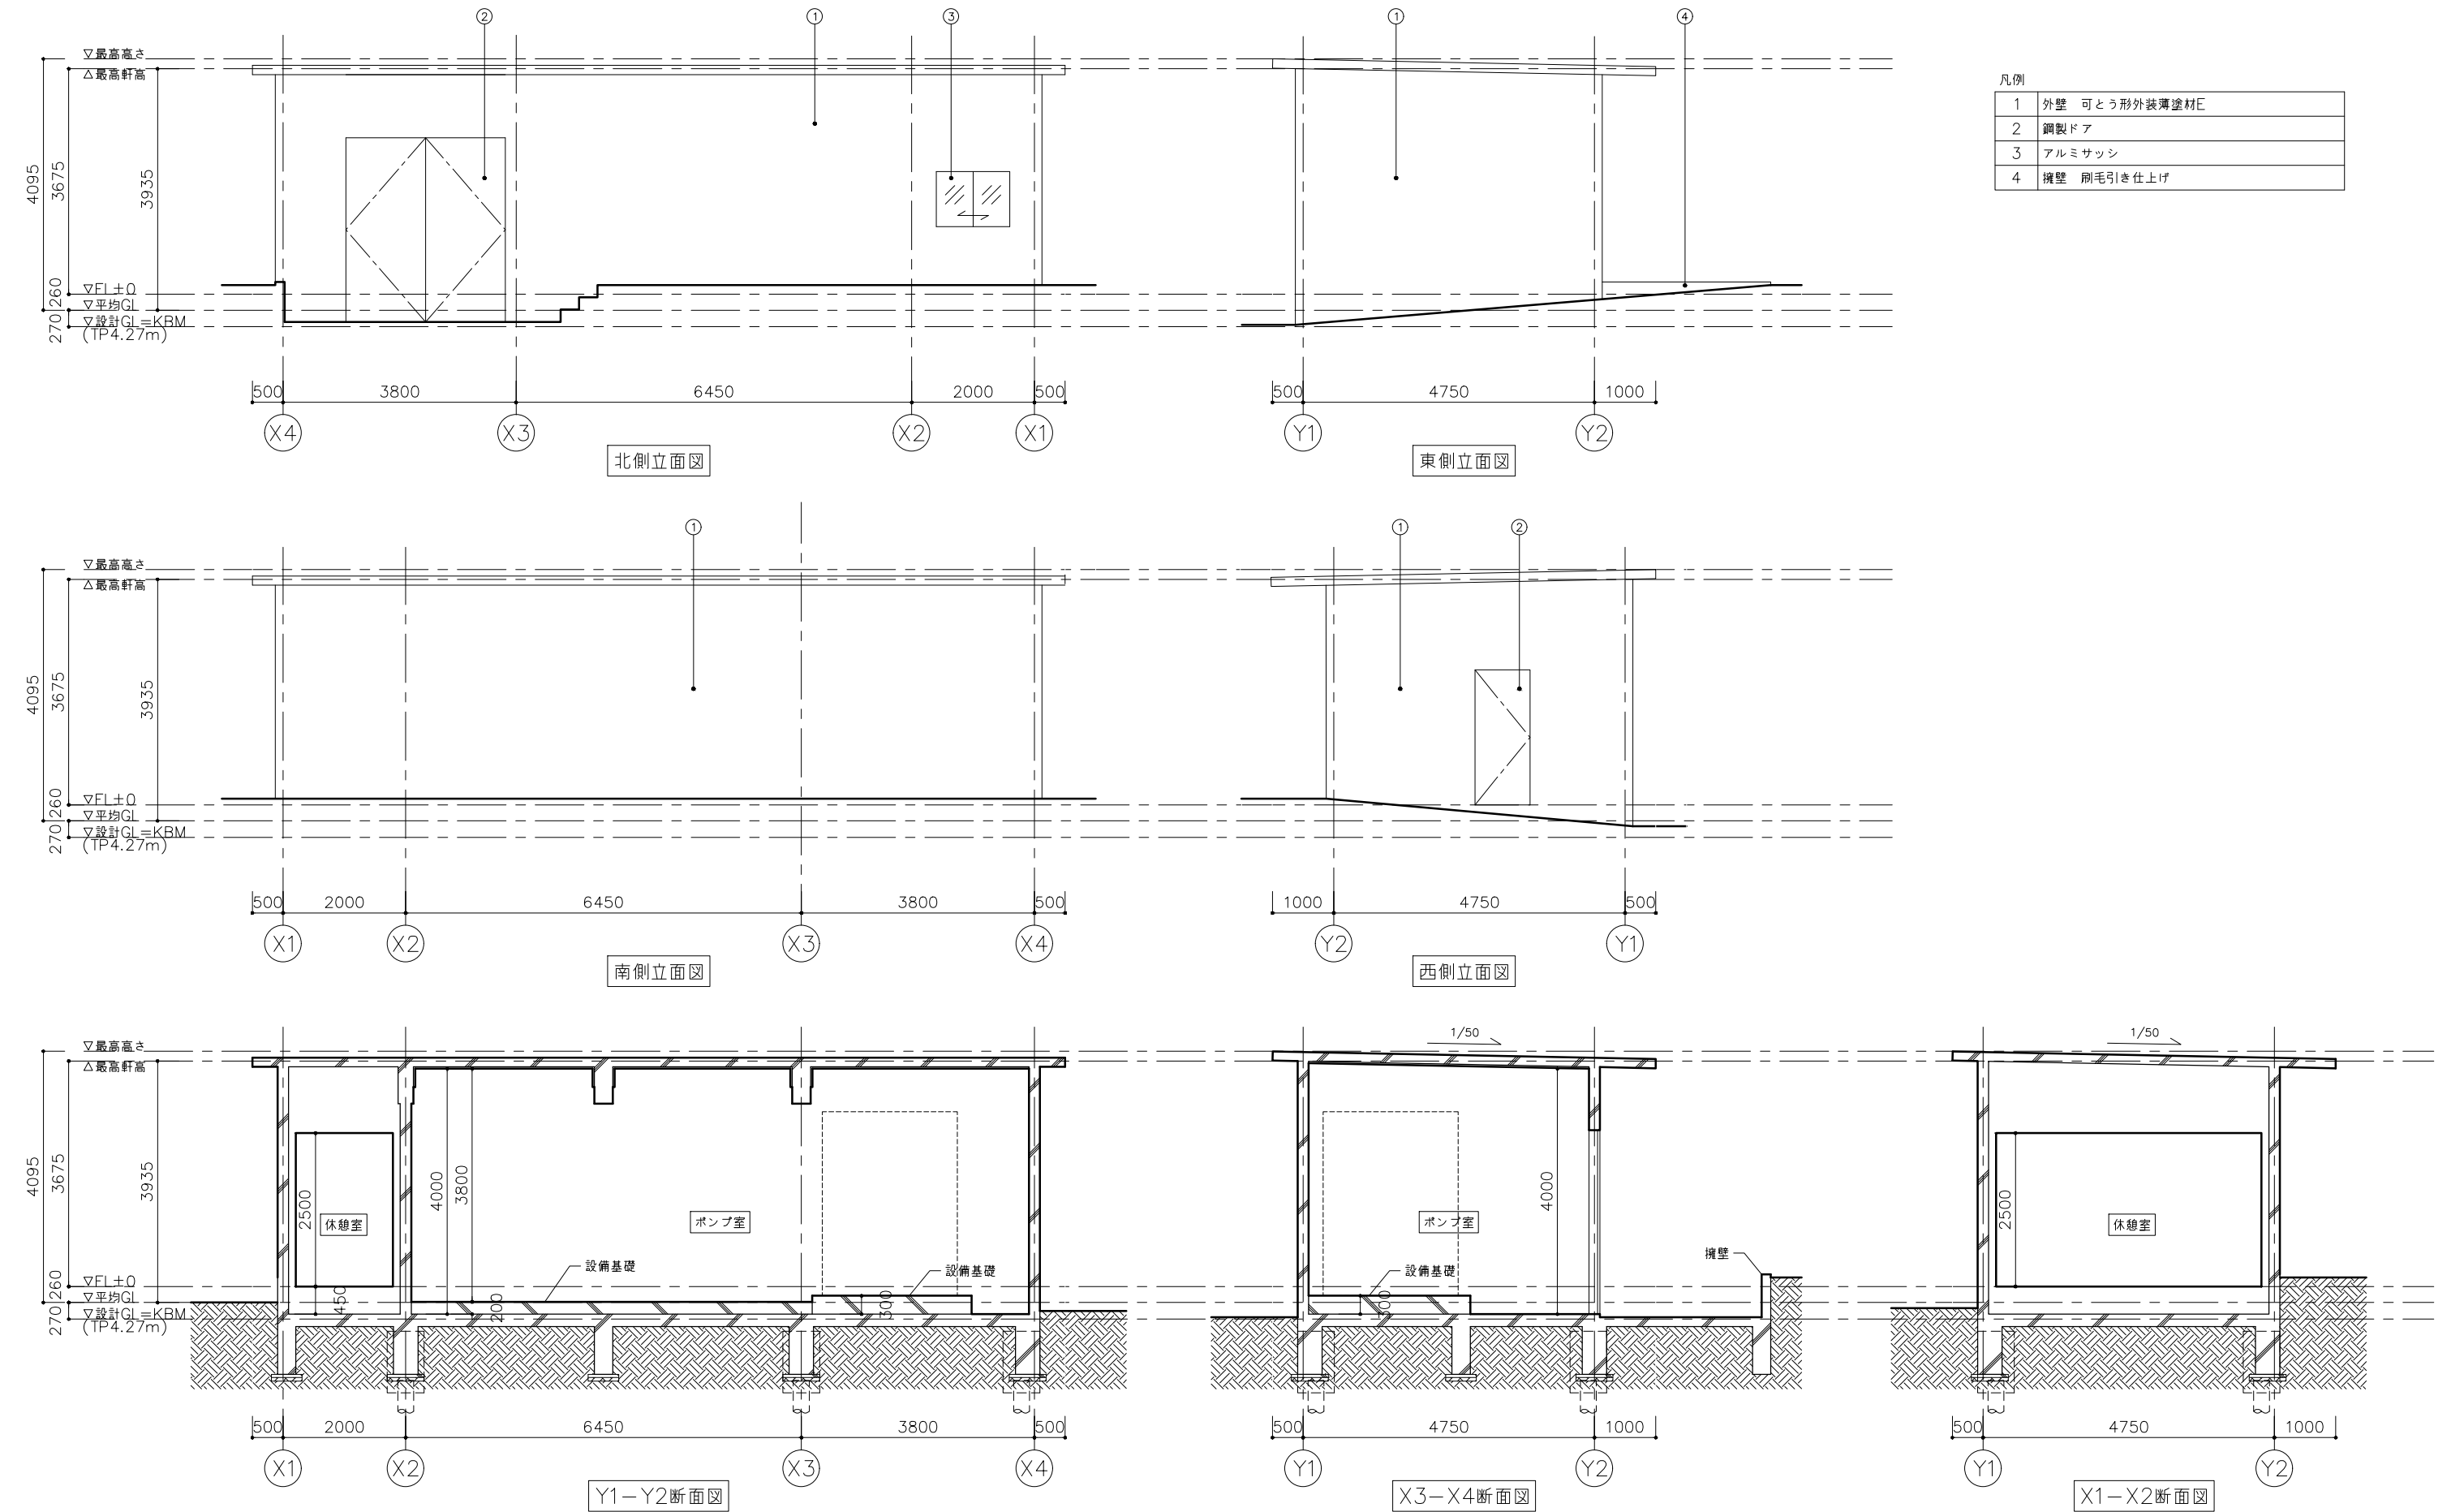 ② ① ③
▽最高高さ
△最高軒高
4095 3675 3935
260 ▽FL±0
▽平均GL
270 ▽設計GL=KBM
(TP4.27m)
500 3800 6450 2000 500
X4 X3 X2 X1
北側立面図
① ④
500 4750 1000
Y1 Y2
東側立面図
凡例
1 外壁 可とう形外装薄塗材E
2 鋼製ドア
3 アルミサッシ
4 擁壁 刷毛引き仕上げ
①
▽最高高さ
△最高軒高
4095 3675 3935
260 ▽FL±0
▽平均GL
270 ▽設計GL=KBM
(TP4.27m)
500 2000 6450 3800 500
X1 X2 X3 X4
南側立面図
① ②
1000 4750 500
Y2 Y1
西側立面図
▽最高高さ
△最高軒高
4095 3675 3935
260 ▽FL±0
▽平均GL
270 ▽設計GL=KBM
(TP4.27m)
2500 休憩室 4000 3800 ポンプ室
設備基礎 設備基礎
450 200 300
500 2000 6450 3800 500
X1 X2 X3 X4
Y1−Y2断面図
1/50
4000
ポンプ室
擁壁
設備基礎
300
500 4750 1000
Y1 Y2
X3−X4断面図
1/50
2500 休憩室
500 4750 1000
Y1 Y2
X1−X2断面図